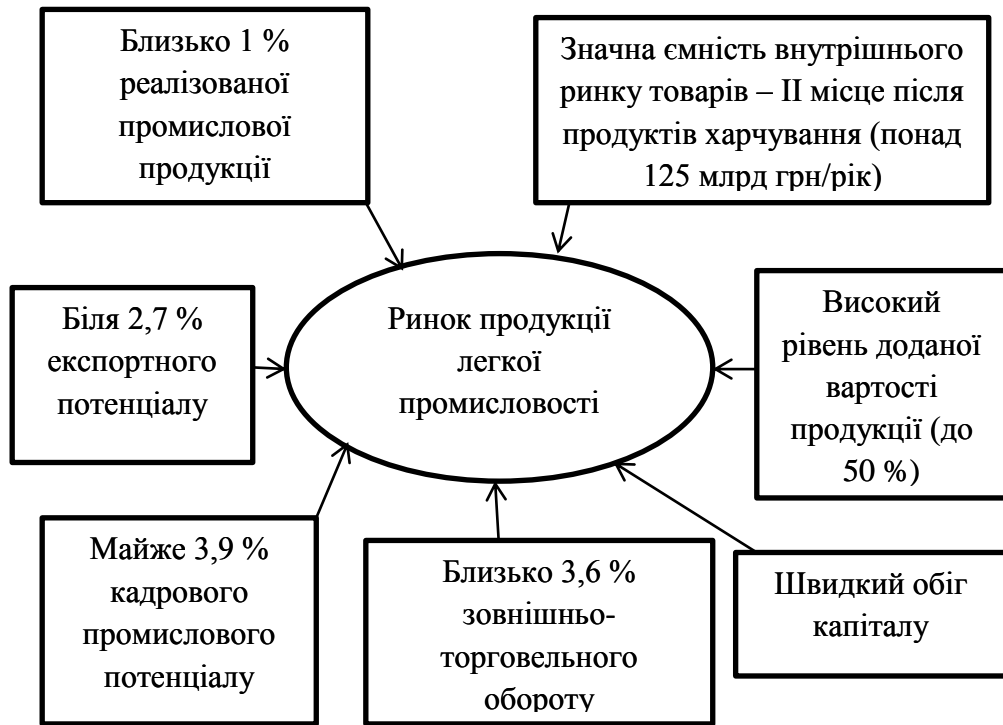 Близько 1 %
реалізованої
промислової
продукції
Значна ємність внутрішнього
ринку товарів – ІІ місце після
продуктів харчування (понад
125 млрд грн/рік)
Біля 2,7 %
експортного
потенціалу
Ринок продукції
легкої
промисловості
Високий
рівень доданої
вартості
продукції (до
50 %)
Майже 3,9 %
кадрового
промислового
потенціалу
Близько 3,6 %
зовнішньо-
торговельного
обороту
Швидкий обіг
капіталу